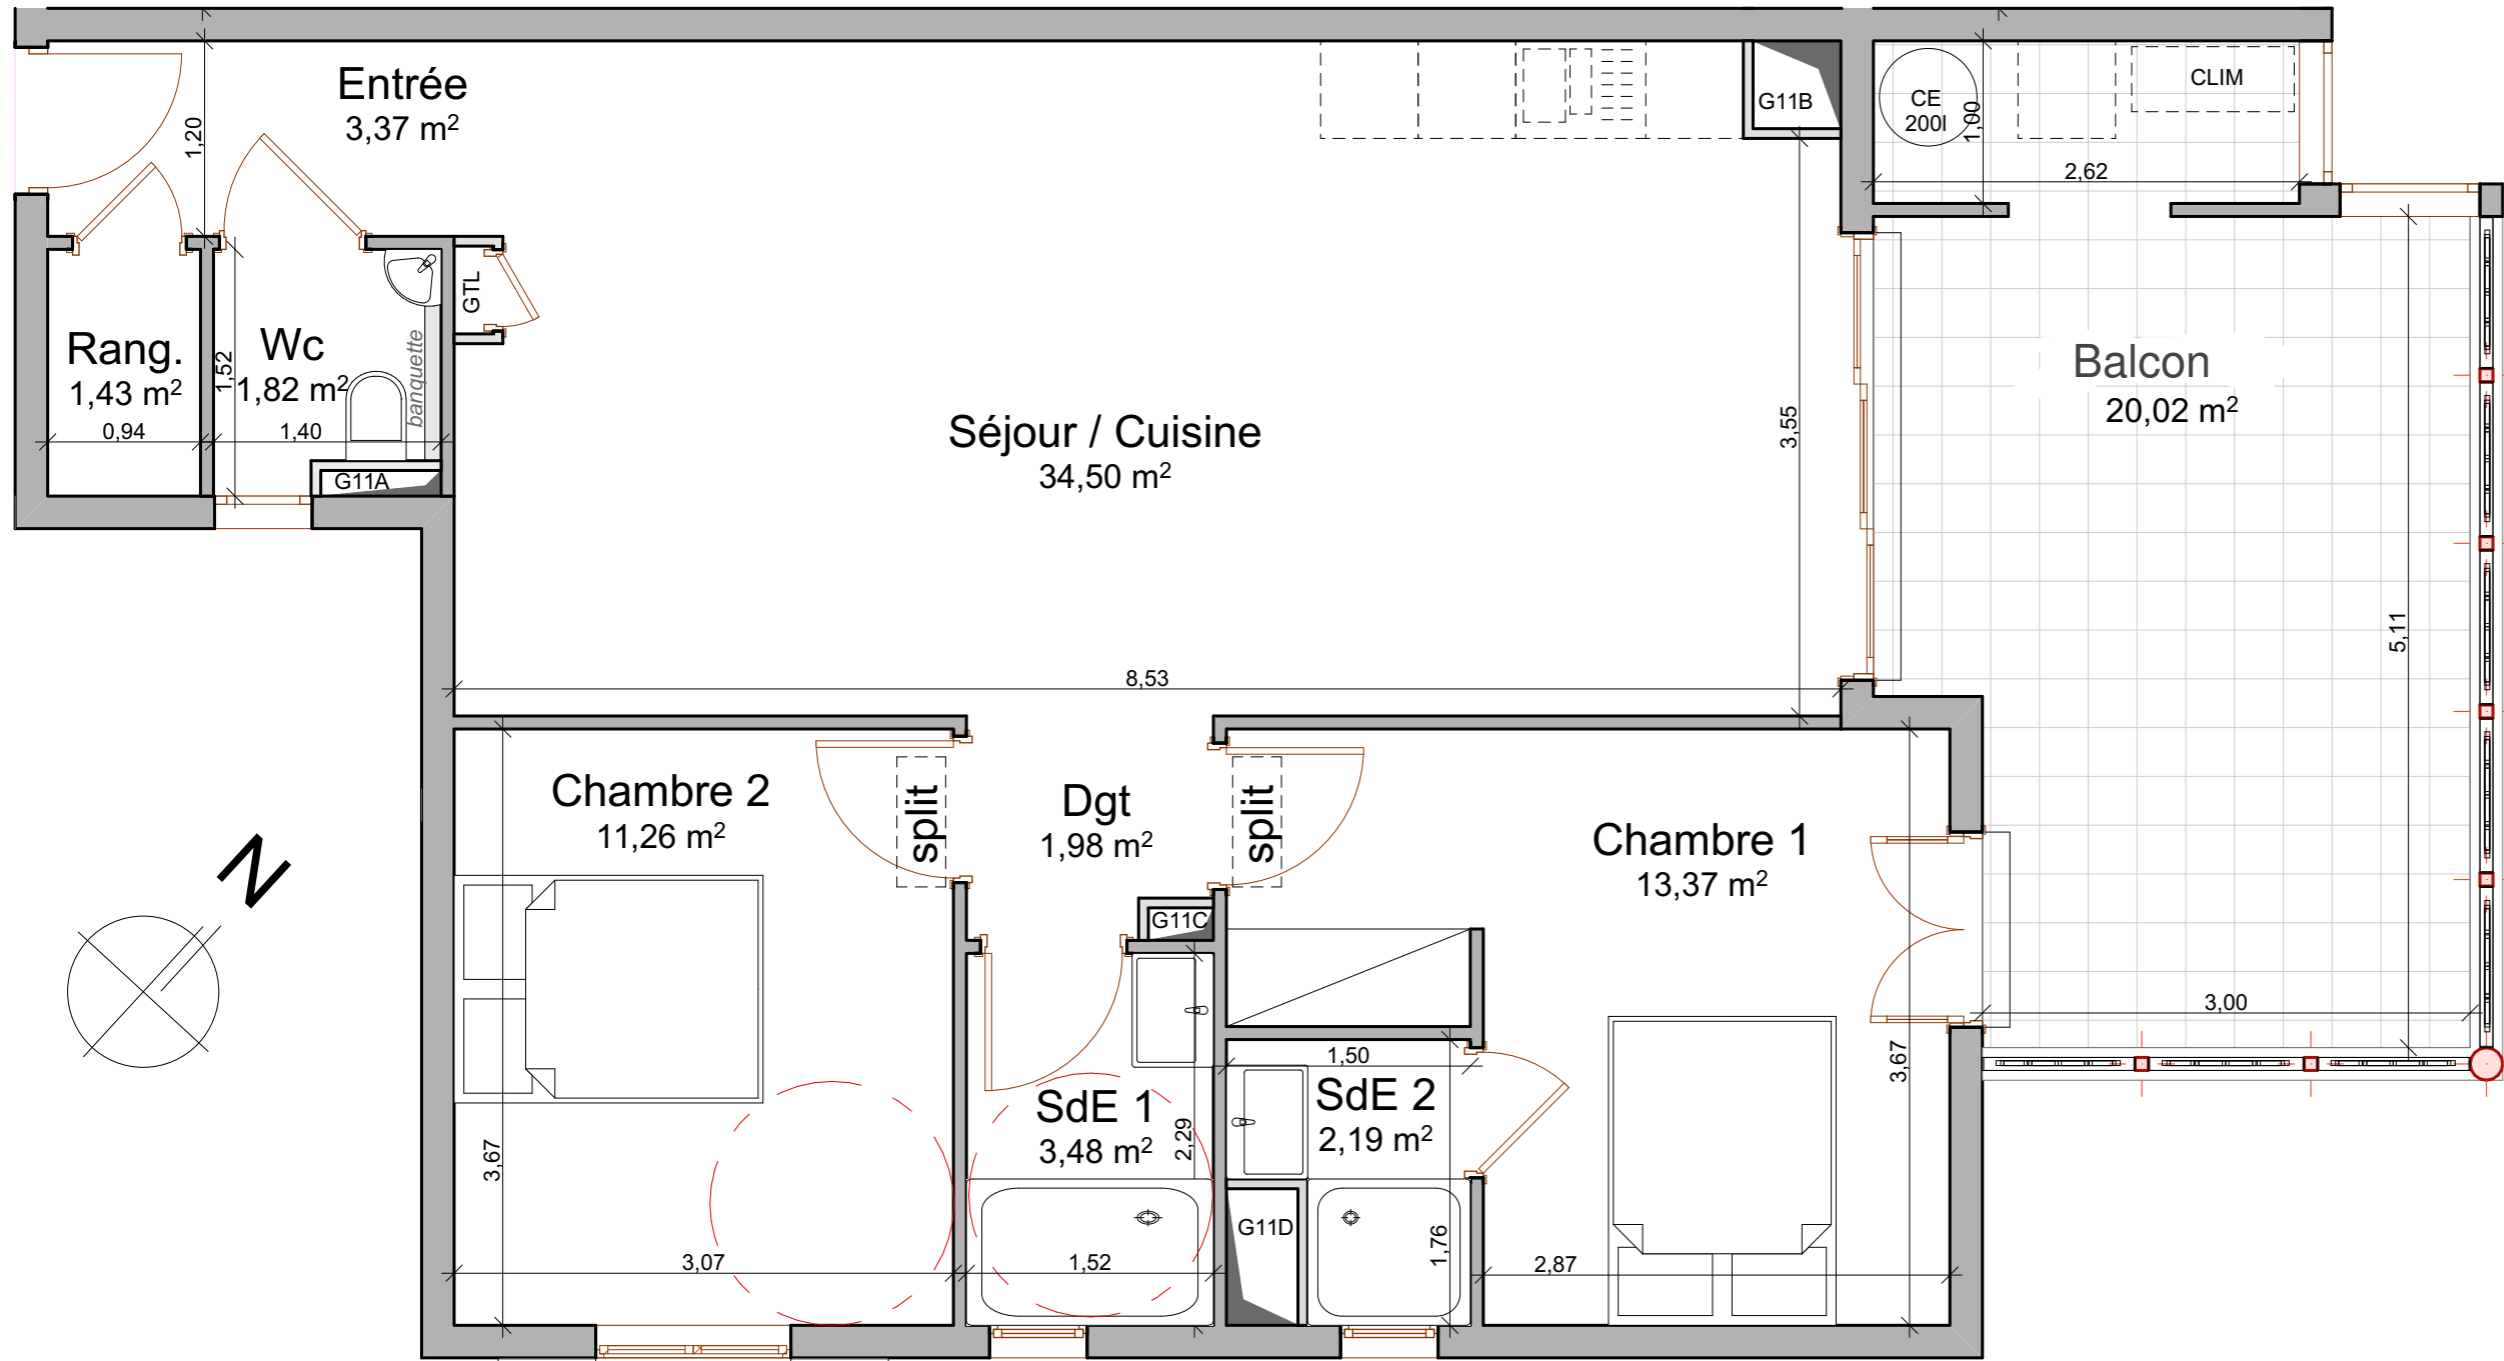 Entrée
3,37 m²
1,20
G11B
CE
200l
1,00
CLIM
2,62
GTL
Rang.
1,43 m²
0,94
Wc
1,82 m²
1,52
1,40
banquette
G11A
Séjour / Cuisine
34,50 m²
3,55
8,53
Balcon
20,02 m²
5,11
3,00
Chambre 2
11,26 m²
split
3,67
3,07
Dgt
1,98 m²
split
G11C
Chambre 1
13,37 m²
3,67
2,87
SdE 1
3,48 m²
2,29
1,52
1,50
SdE 2
2,19 m²
G11D
1,76
N